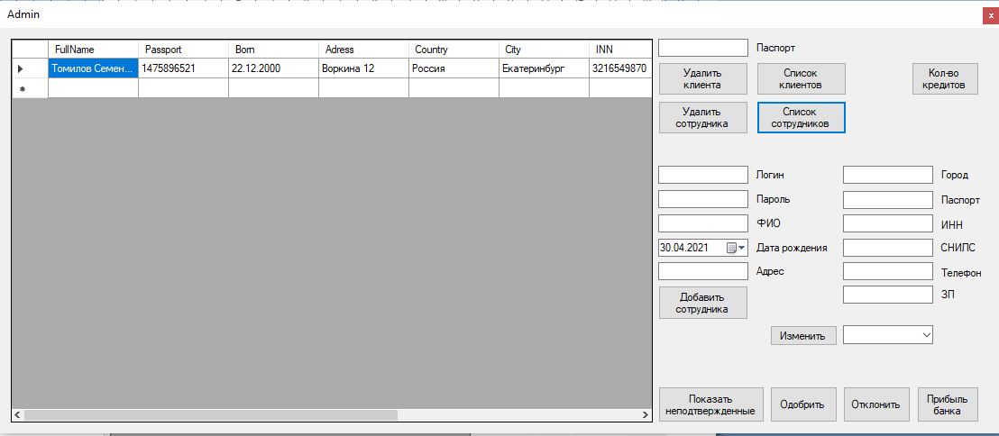 Admin
x
FullName Passport Born Adress Country City INN
Томилов Семен... 1475896521 22.12.2000 Воркина 12 Россия Екатеринбург 3216549870
Паспорт
Удалить
клиента
Список
клиентов
Кол-во
кредитов
Удалить
сотрудника
Список
сотрудников
Логин
Город
Пароль
Паспорт
ФИО
ИНН
30.04.2021
Дата рождения
СНИЛС
Адрес
Телефон
Добавить
сотрудника
ЗП
Изменить
Показать
неподтвержденные
Одобрить
Отклонить
Прибыль
банка